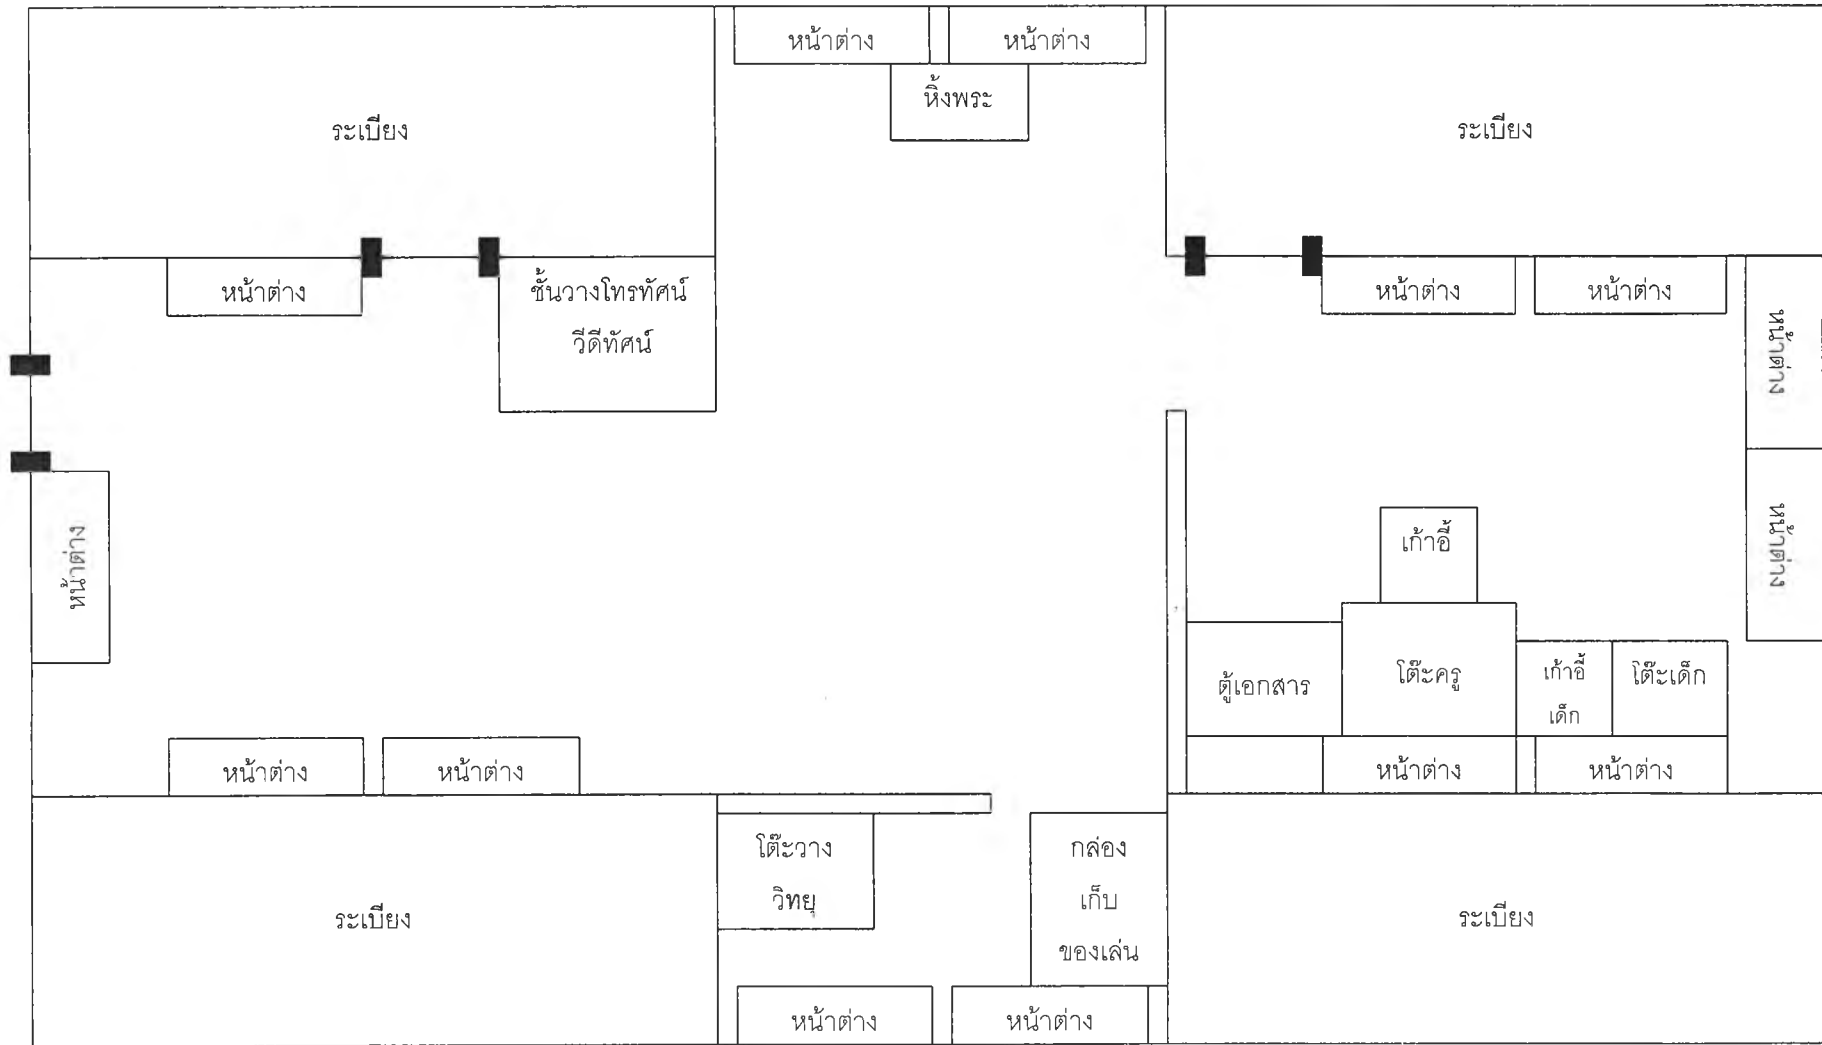 หน้าต่าง
หน้าต่าง
หิ้งพระ
ระเบียง
ระเบียง
หน้าต่าง
ชั้นวางโทรทัศน์
วีดีทัศน์
หน้าต่าง
หน้าต่าง
หน้าต่าง
หน้าต่าง
หน้าต่าง
เก้าอี้
ตู้เอกสาร
โต๊ะครู
เก้าอี้
เด็ก
โต๊ะเด็ก
หน้าต่าง
หน้าต่าง
หน้าต่าง
หน้าต่าง
โต๊ะวาง
วิทยุ
กล่อง
เก็บ
ของเล่น
ระเบียง
ระเบียง
หน้าต่าง
หน้าต่าง